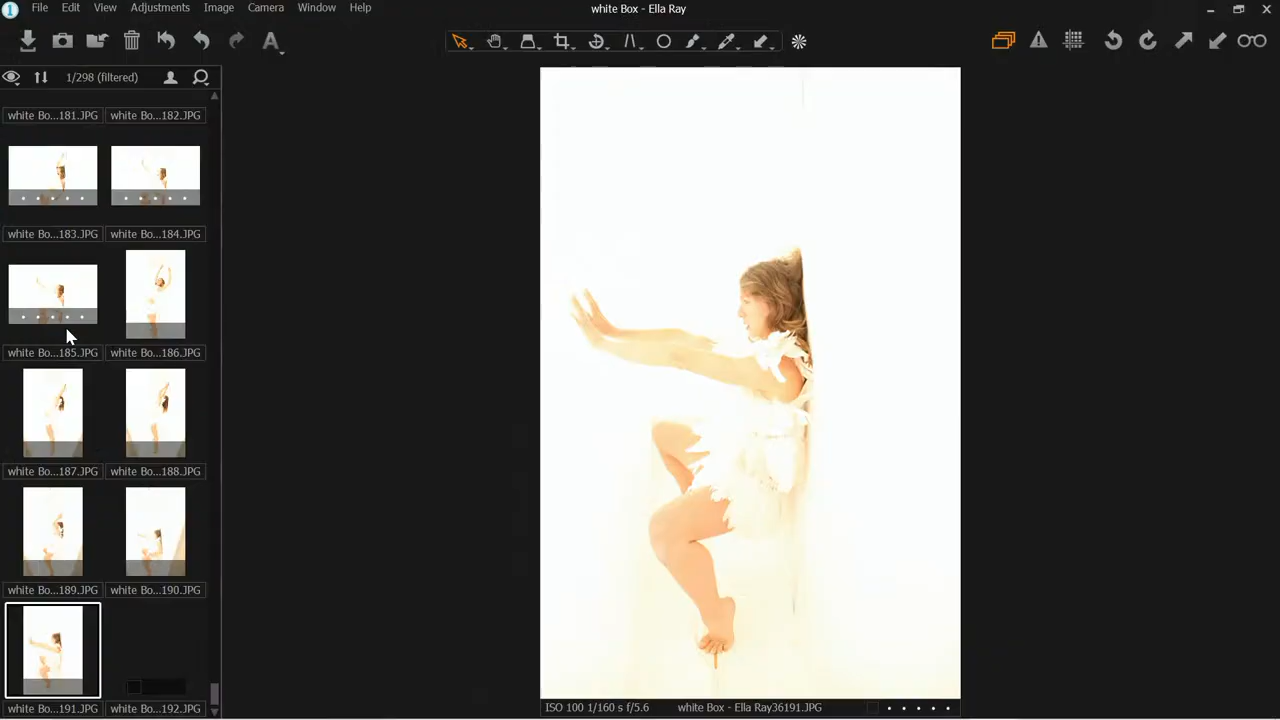 1 File Edit View Adjustments Image Camera Window Help
white Box - Ella Ray
A
1/298 (filtered)
white Bo...181.JPG white Bo...182.JPG
white Bo...183.JPG white Bo...184.JPG
white Bo...185.JPG white Bo...186.JPG
white Bo...187.JPG white Bo...188.JPG
white Bo...189.JPG white Bo...190.JPG
white Bo...191.JPG white Bo...192.JPG
ISO 100 1/160 s f/5.6 white Box - Ella Ray36191.JPG